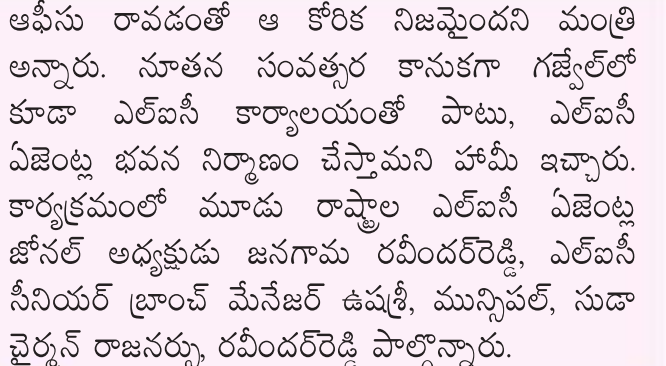 ఆఫీసు రావడంతో ఆ కోరిక నిజమైందని మంత్రి
అన్నారు. నూతన సంవత్సర కానుకగా గజ్వేల్‌లో
కూడా ఎల్ఐసీ కార్యాలయంతో పాటు, ఎల్ఐసీ
ఏజెంట్ల భవన నిర్మాణం చేస్తామని హామీ ఇచ్చారు.
కార్యక్రమంలో మూడు రాష్ట్రాల ఎల్ఐసీ ఏజెంట్ల
జోనల్ అధ్యక్షుడు జనగామ రవీందర్‌రెడ్డి, ఎల్ఐసీ
సీనియర్ బ్రాంచ్ మేనేజర్ ఉషశ్రీ, మున్సిపల్, సుడా
చైర్మన్ రాజనర్సు, రవీందర్‌రెడ్డి పాల్గొన్నారు.